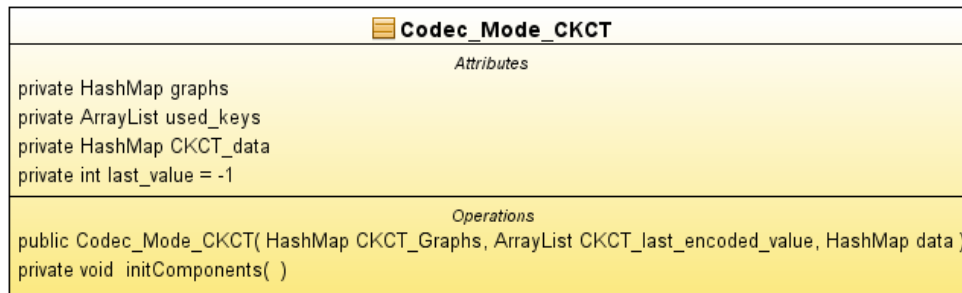 Codec_Mode_CKCT
Attributes
private HashMap graphs
private ArrayList used_keys
private HashMap CKCT_data
private int last_value = -1
Operations
public Codec_Mode_CKCT( HashMap CKCT_Graphs, ArrayList CKCT_last_encoded_value, HashMap data )
private void initComponents( )